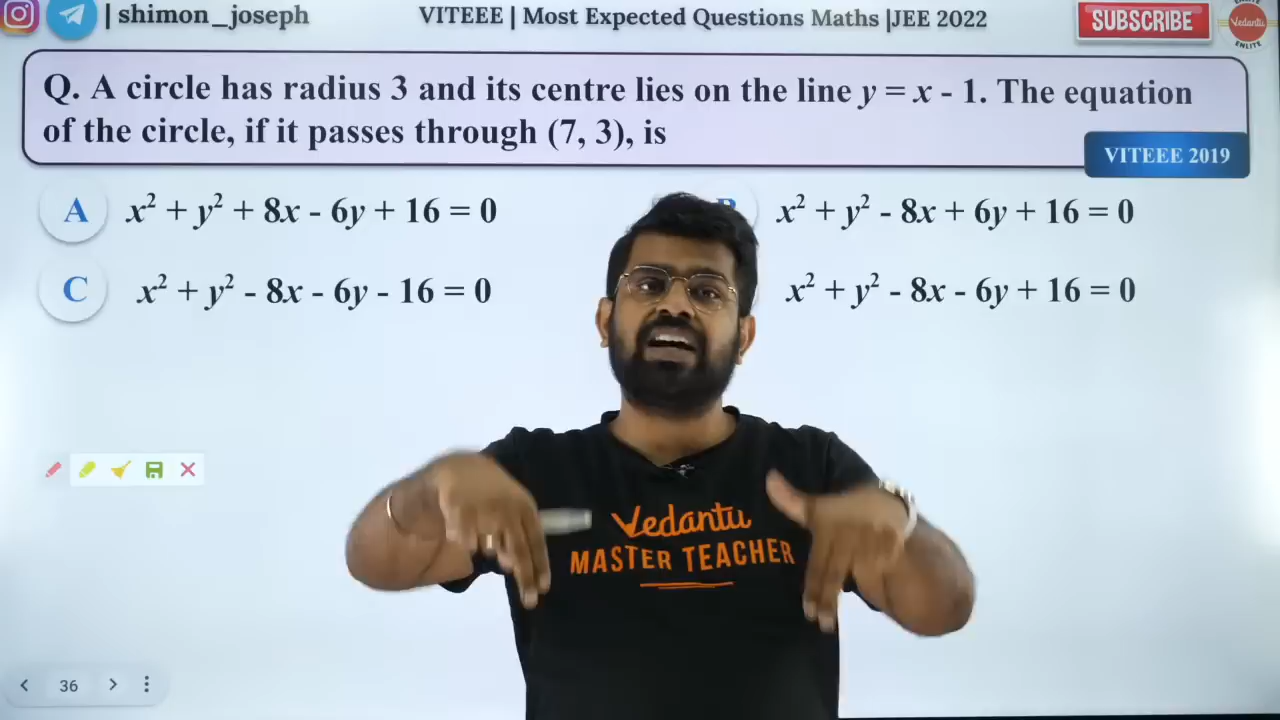 | shimon_joseph
VITEEE | Most Expected Questions Maths |JEE 2022
SUBSCRIBE
Vedantu
ENLITE
Q. A circle has radius 3 and its centre lies on the line y = x - 1. The equation
of the circle, if it passes through (7, 3), is
VITEEE 2019
A x² + y² + 8x - 6y + 16 = 0
B x² + y² - 8x + 6y + 16 = 0
C x² + y² - 8x - 6y - 16 = 0
x² + y² - 8x - 6y + 16 = 0
Vedantu
MASTER TEACHER
36